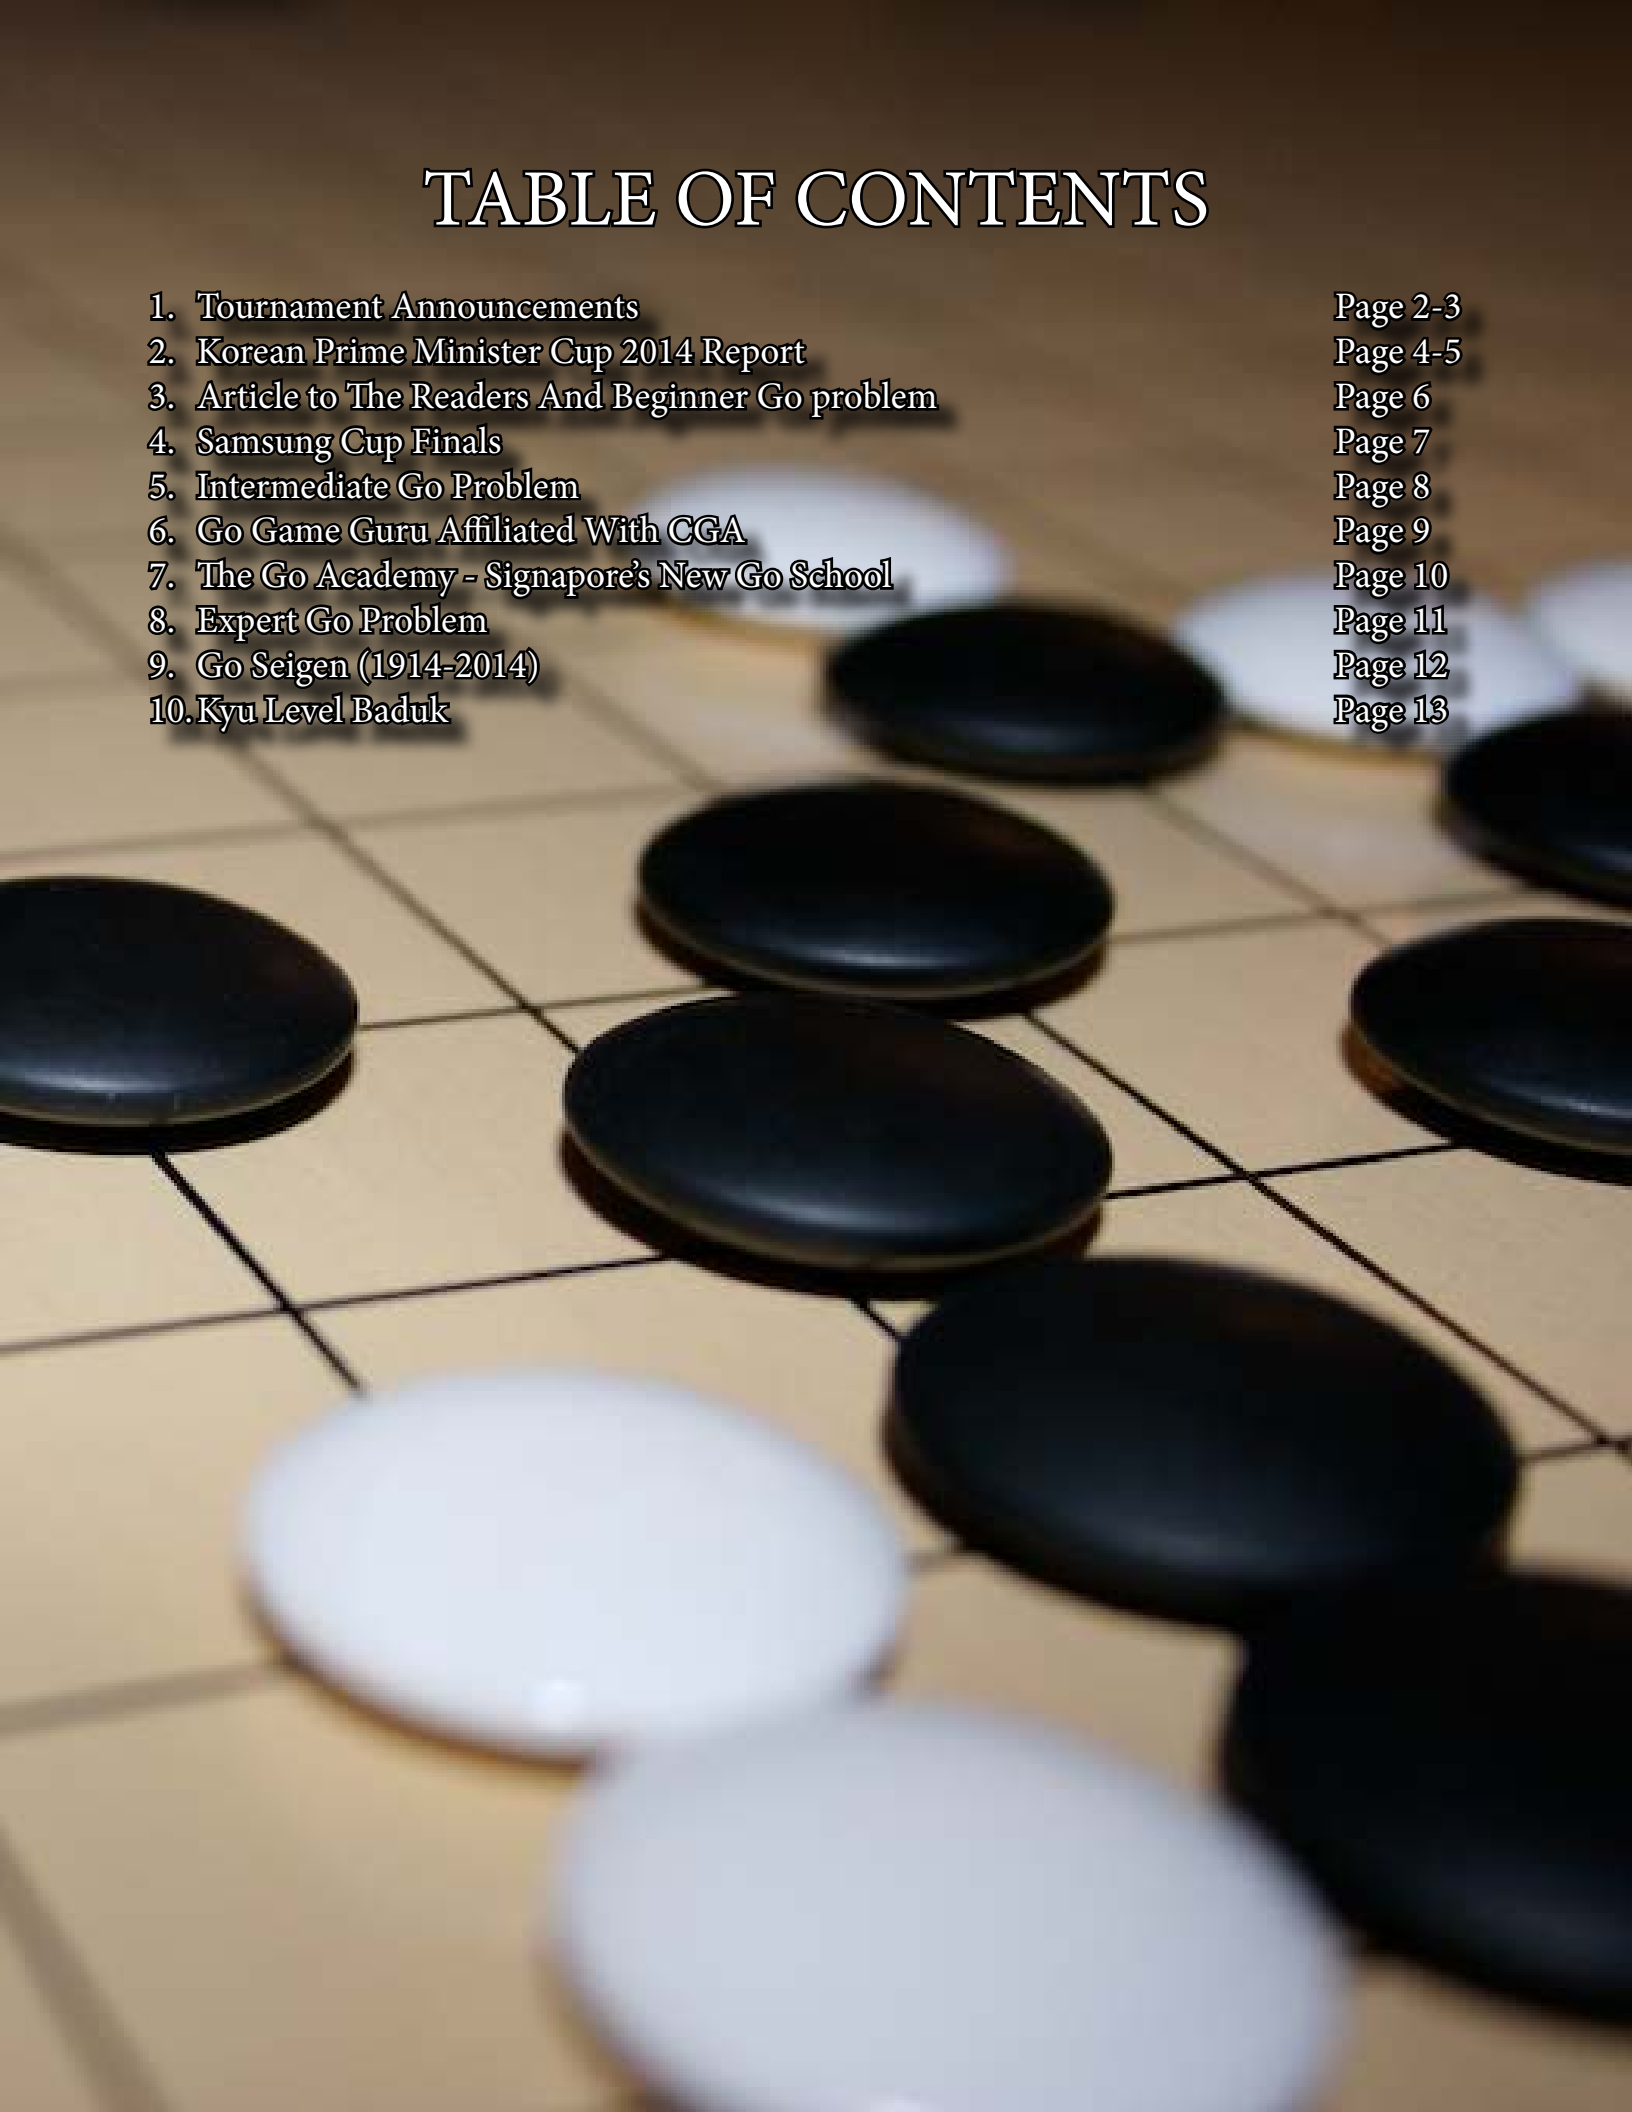 TABLE OF CONTENTS
1. Tournament Announcements Page 2-3
2. Korean Prime Minister Cup 2014 Report Page 4-5
3. Article to The Readers And Beginner Go problem Page 6
4. Samsung Cup Finals Page 7
5. Intermediate Go Problem Page 8
6. Go Game Guru Affiliated With CGA Page 9
7. The Go Academy - Signapore's New Go School Page 10
8. Expert Go Problem Page 11
9. Go Seigen (1914-2014) Page 12
10. Kyu Level Baduk Page 13